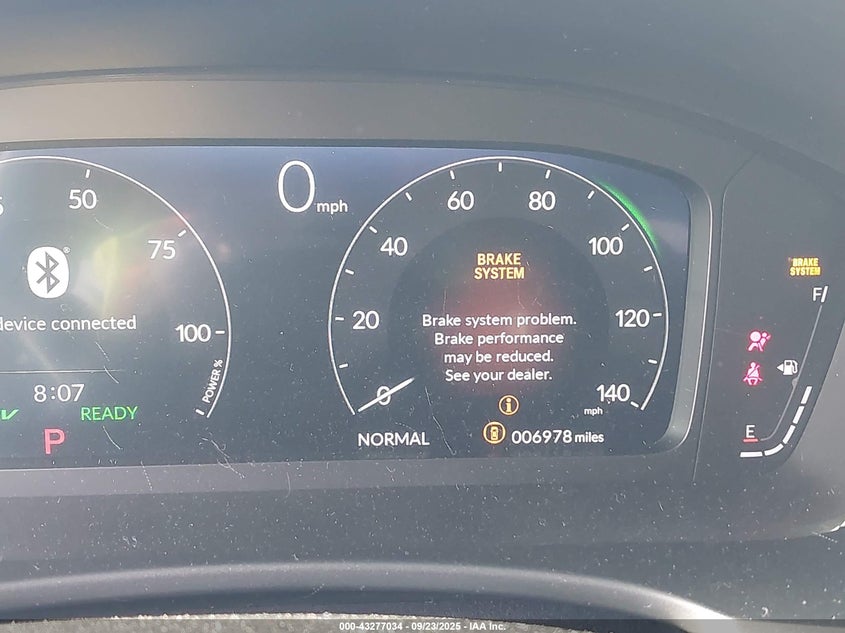 50
75
100
POWER %
device connected
8:07
EV
READY
P
0 mph
0
20
40
60
80
100
120
140
mph
BRAKE
SYSTEM
Brake system problem.
Brake performance
may be reduced.
See your dealer.
NORMAL
006978 miles
BRAKE
SYSTEM
F
E
000-43277034 - 09/23/2025 - IAA Inc.